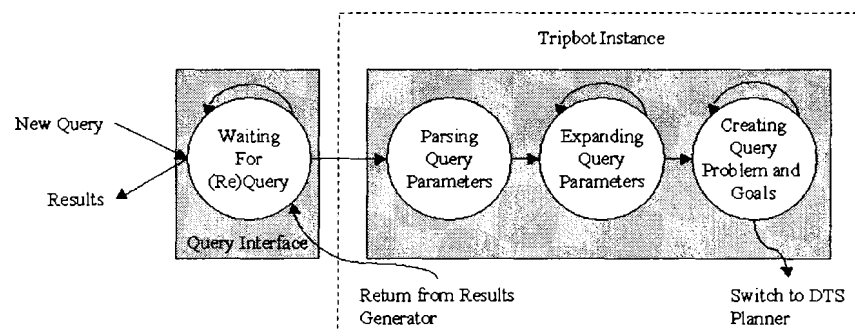 Tripbot Instance
New Query
Results
Waiting
For
(Re)Query
Query Interface
Parsing
Query
Parameters
Expanding
Query
Parameters
Creating
Query
Problem and
Goals
Return from Results
Generator
Switch to DTS
Planner